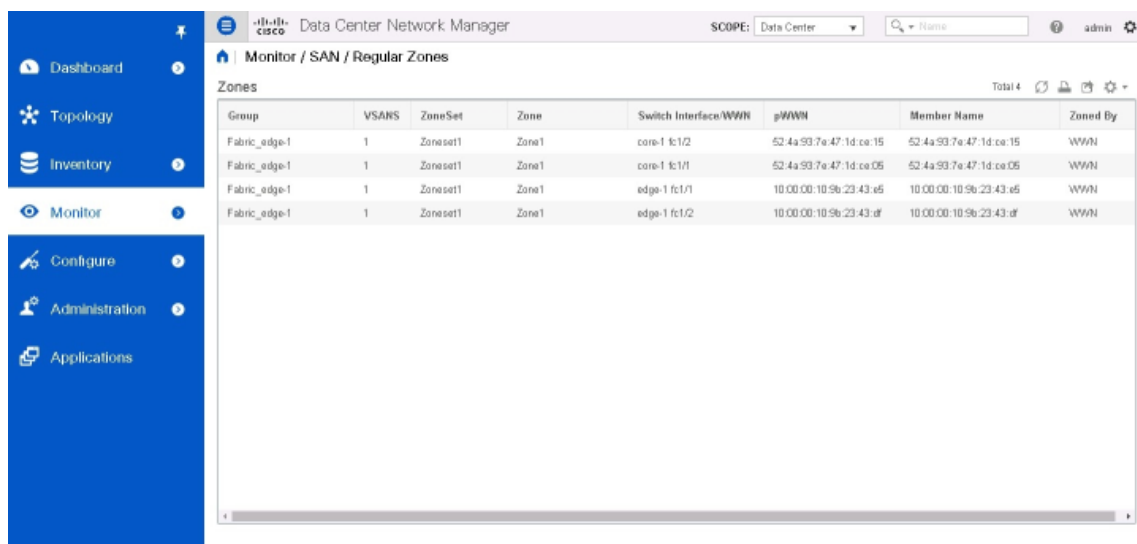 cisco Data Center Network Manager SCOPE: Data Center Name admin
Monitor / SAN / Regular Zones
Dashboard
Topology
Inventory
Monitor
Configure
Administration
Applications
Zones Total 4
Group VSANS ZoneSet Zone Switch Interface/WWN pWWN Member Name Zoned By
Fabric_edge-1 1 Zoneset1 Zone1 core-1 fc1/2 52:4a:93:7e:47:1d:ce:15 52:4a:93:7e:47:1d:ce:15 WWN
Fabric_edge-1 1 Zoneset1 Zone1 core-1 fc1/1 52:4a:93:7e:47:1d:ce:05 52:4a:93:7e:47:1d:ce:05 WWN
Fabric_edge-1 1 Zoneset1 Zone1 edge-1 fc1/1 10:00:00:10:9b:23:43:e5 10:00:00:10:9b:23:43:e5 WWN
Fabric_edge-1 1 Zoneset1 Zone1 edge-1 fc1/2 10:00:00:10:9b:23:43:df 10:00:00:10:9b:23:43:df WWN